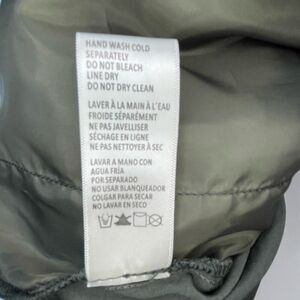 HAND WASH COLD
SEPARATELY
DO NOT BLEACH
LINE DRY
DO NOT DRY CLEAN
LAVER À LA MAIN À L'EAU
FROIDE SÉPARÉMENT
NE PAS JAVELLISER
SÉCHAGE EN LIGNE
NE PAS NETTOYER À SEC
LAVAR A MANO CON
AGUA FRIA
POR SEPARADO
NO USAR BLANQUEADOR
COLGAR PARA SECAR
NO LAVAR EN SECO